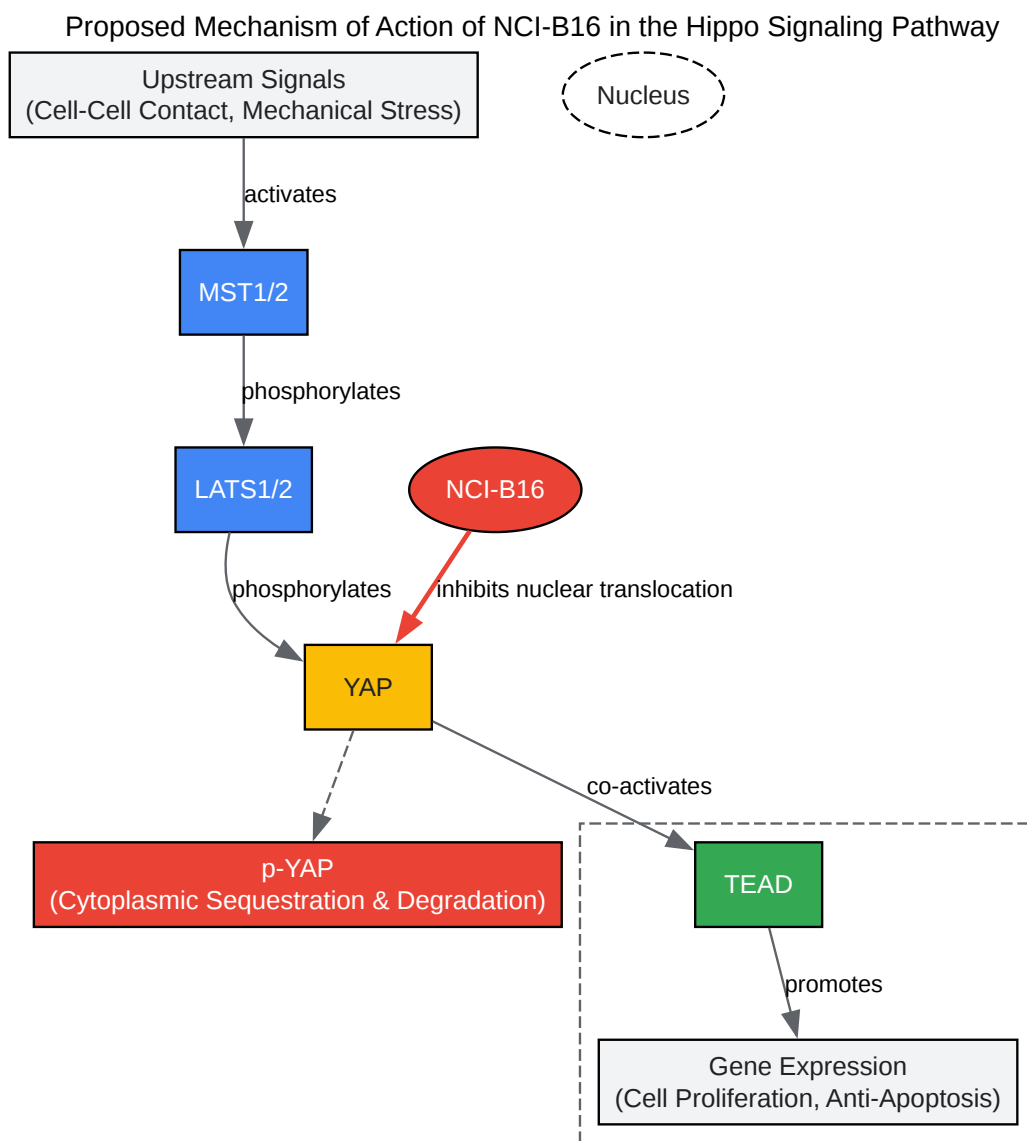 Proposed Mechanism of Action of NCI-B16 in the Hippo Signaling Pathway
Upstream Signals
(Cell-Cell Contact, Mechanical Stress)
Nucleus
activates
MST1/2
phosphorylates
LATS1/2
NCI-B16
phosphorylates
inhibits nuclear translocation
YAP
co-activates
p-YAP
(Cytoplasmic Sequestration & Degradation)
TEAD
promotes
Gene Expression
(Cell Proliferation, Anti-Apoptosis)